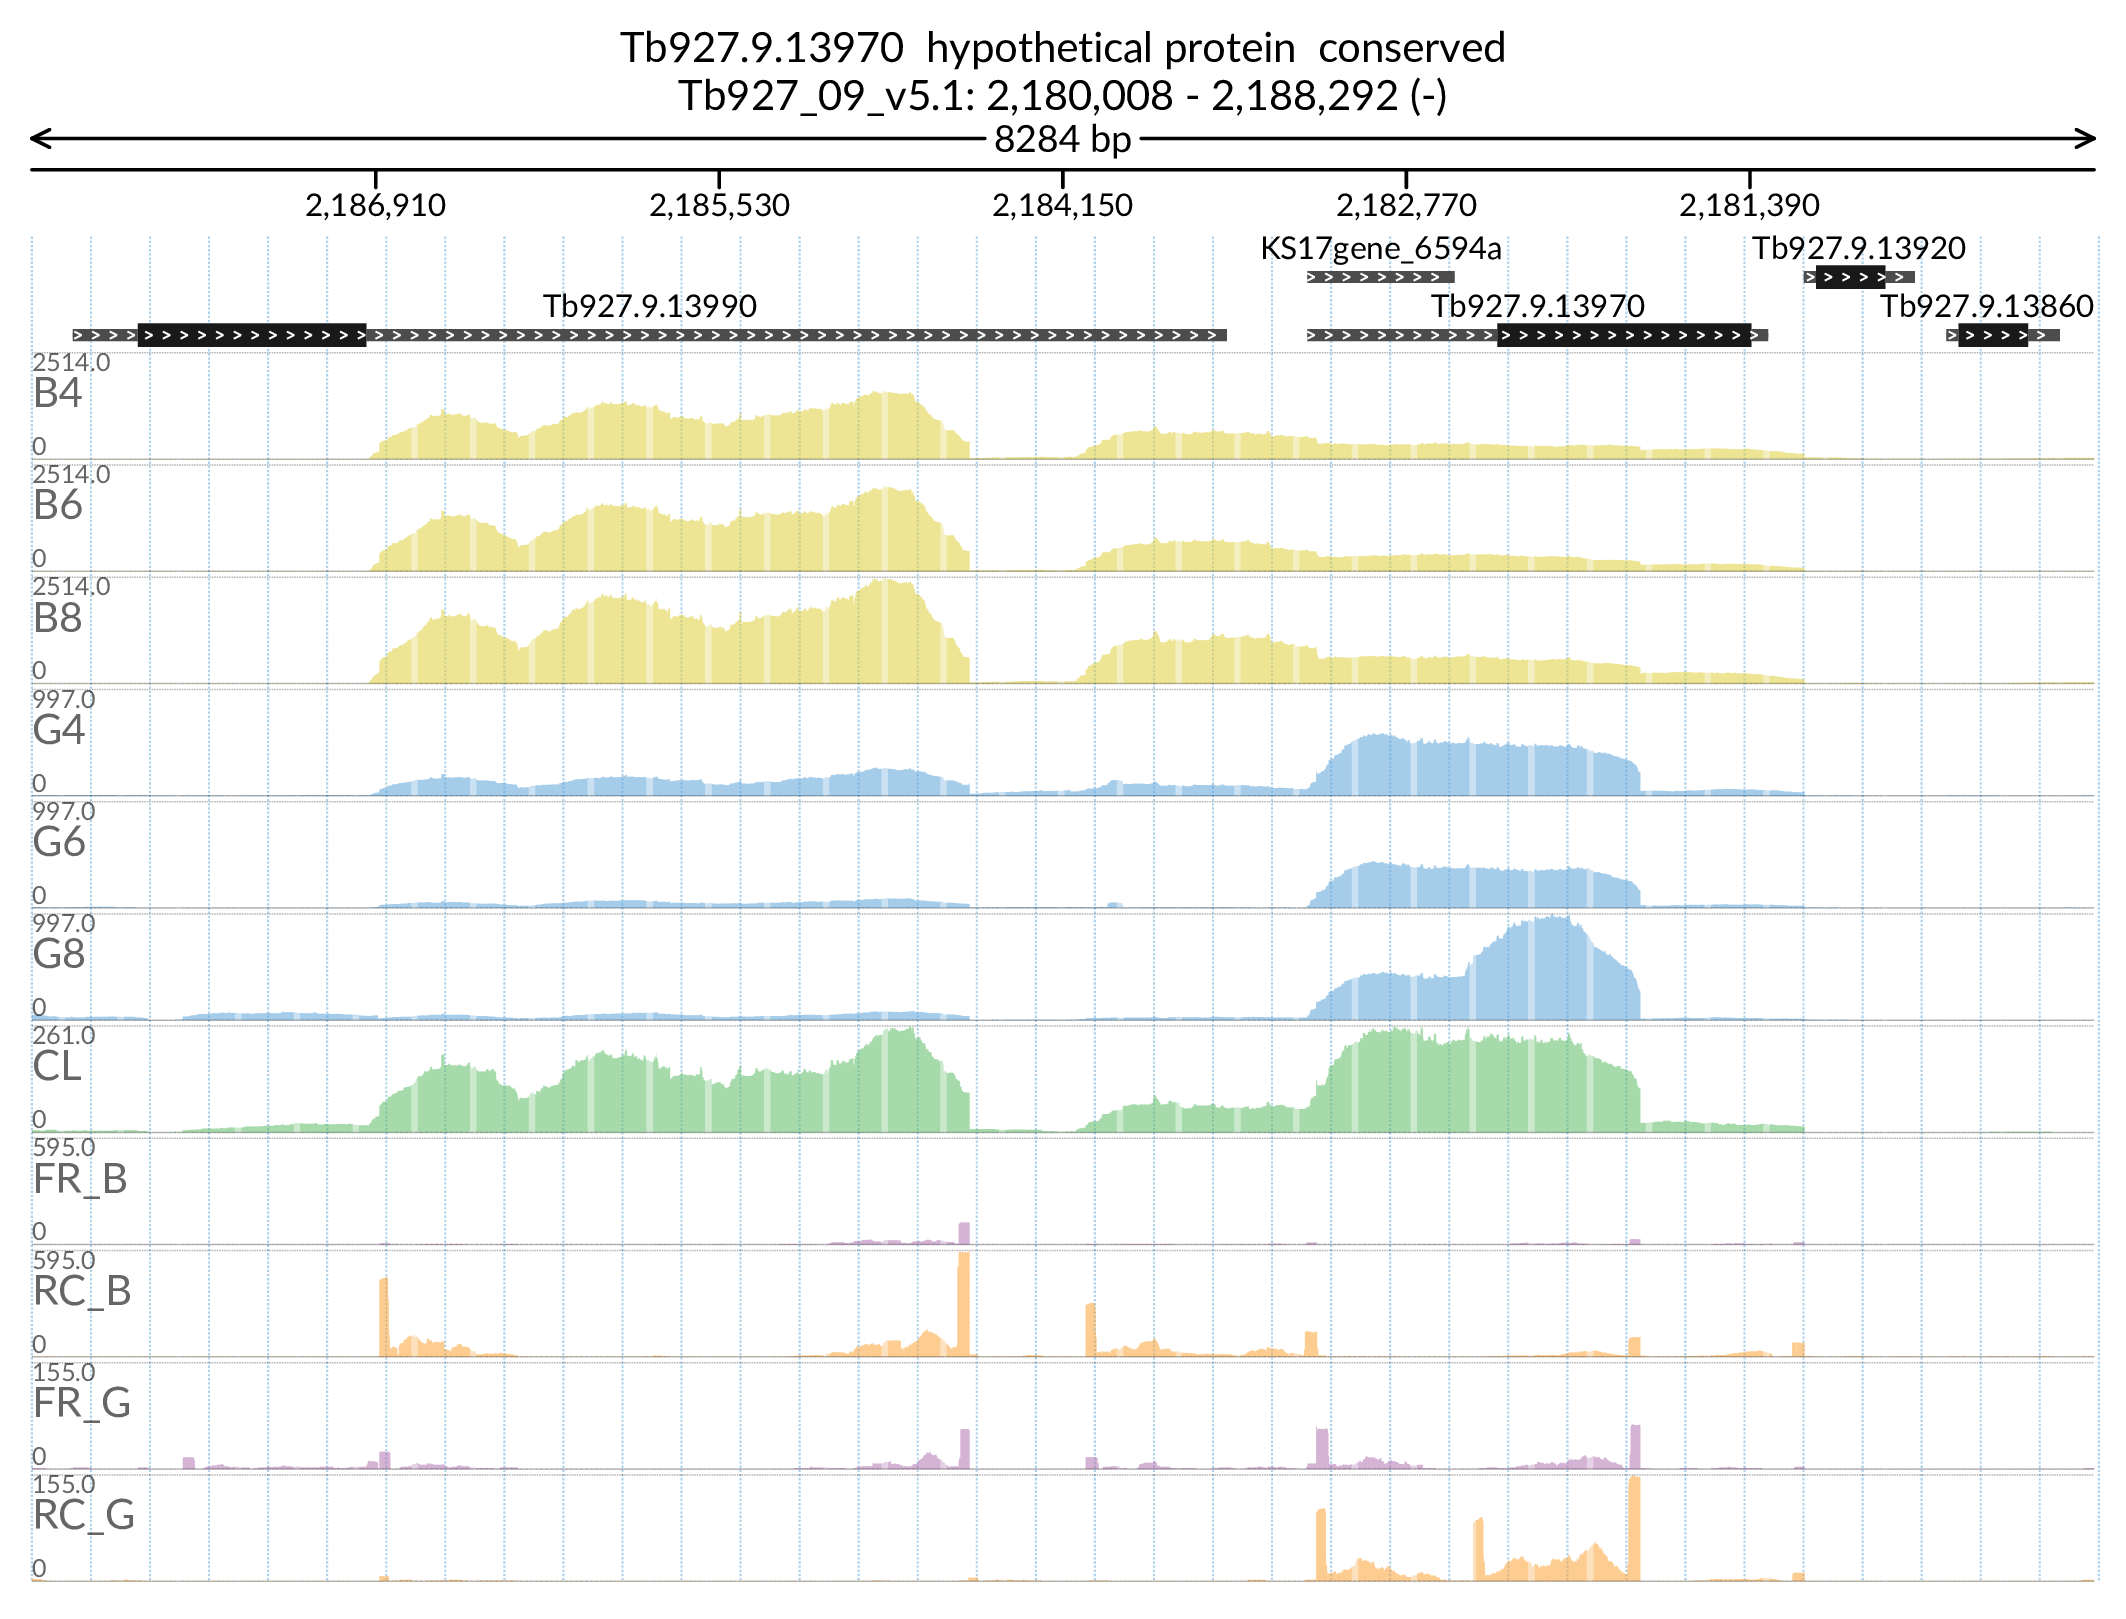 Tb927.9.13970  hypothetical protein  conserved
Tb927_09_v5.1: 2,180,008 - 2,188,292 (-)
8284 bp
2,186,910 2,185,530 2,184,150 2,182,770 2,181,390
KS17gene_6594a Tb927.9.13920
Tb927.9.13990 Tb927.9.13970 Tb927.9.13860
2514.0
B4
0
2514.0
B6
0
2514.0
B8
0
997.0
G4
0
997.0
G6
0
997.0
G8
0
261.0
CL
0
595.0
FR_B
0
595.0
RC_B
0
155.0
FR_G
0
155.0
RC_G
0